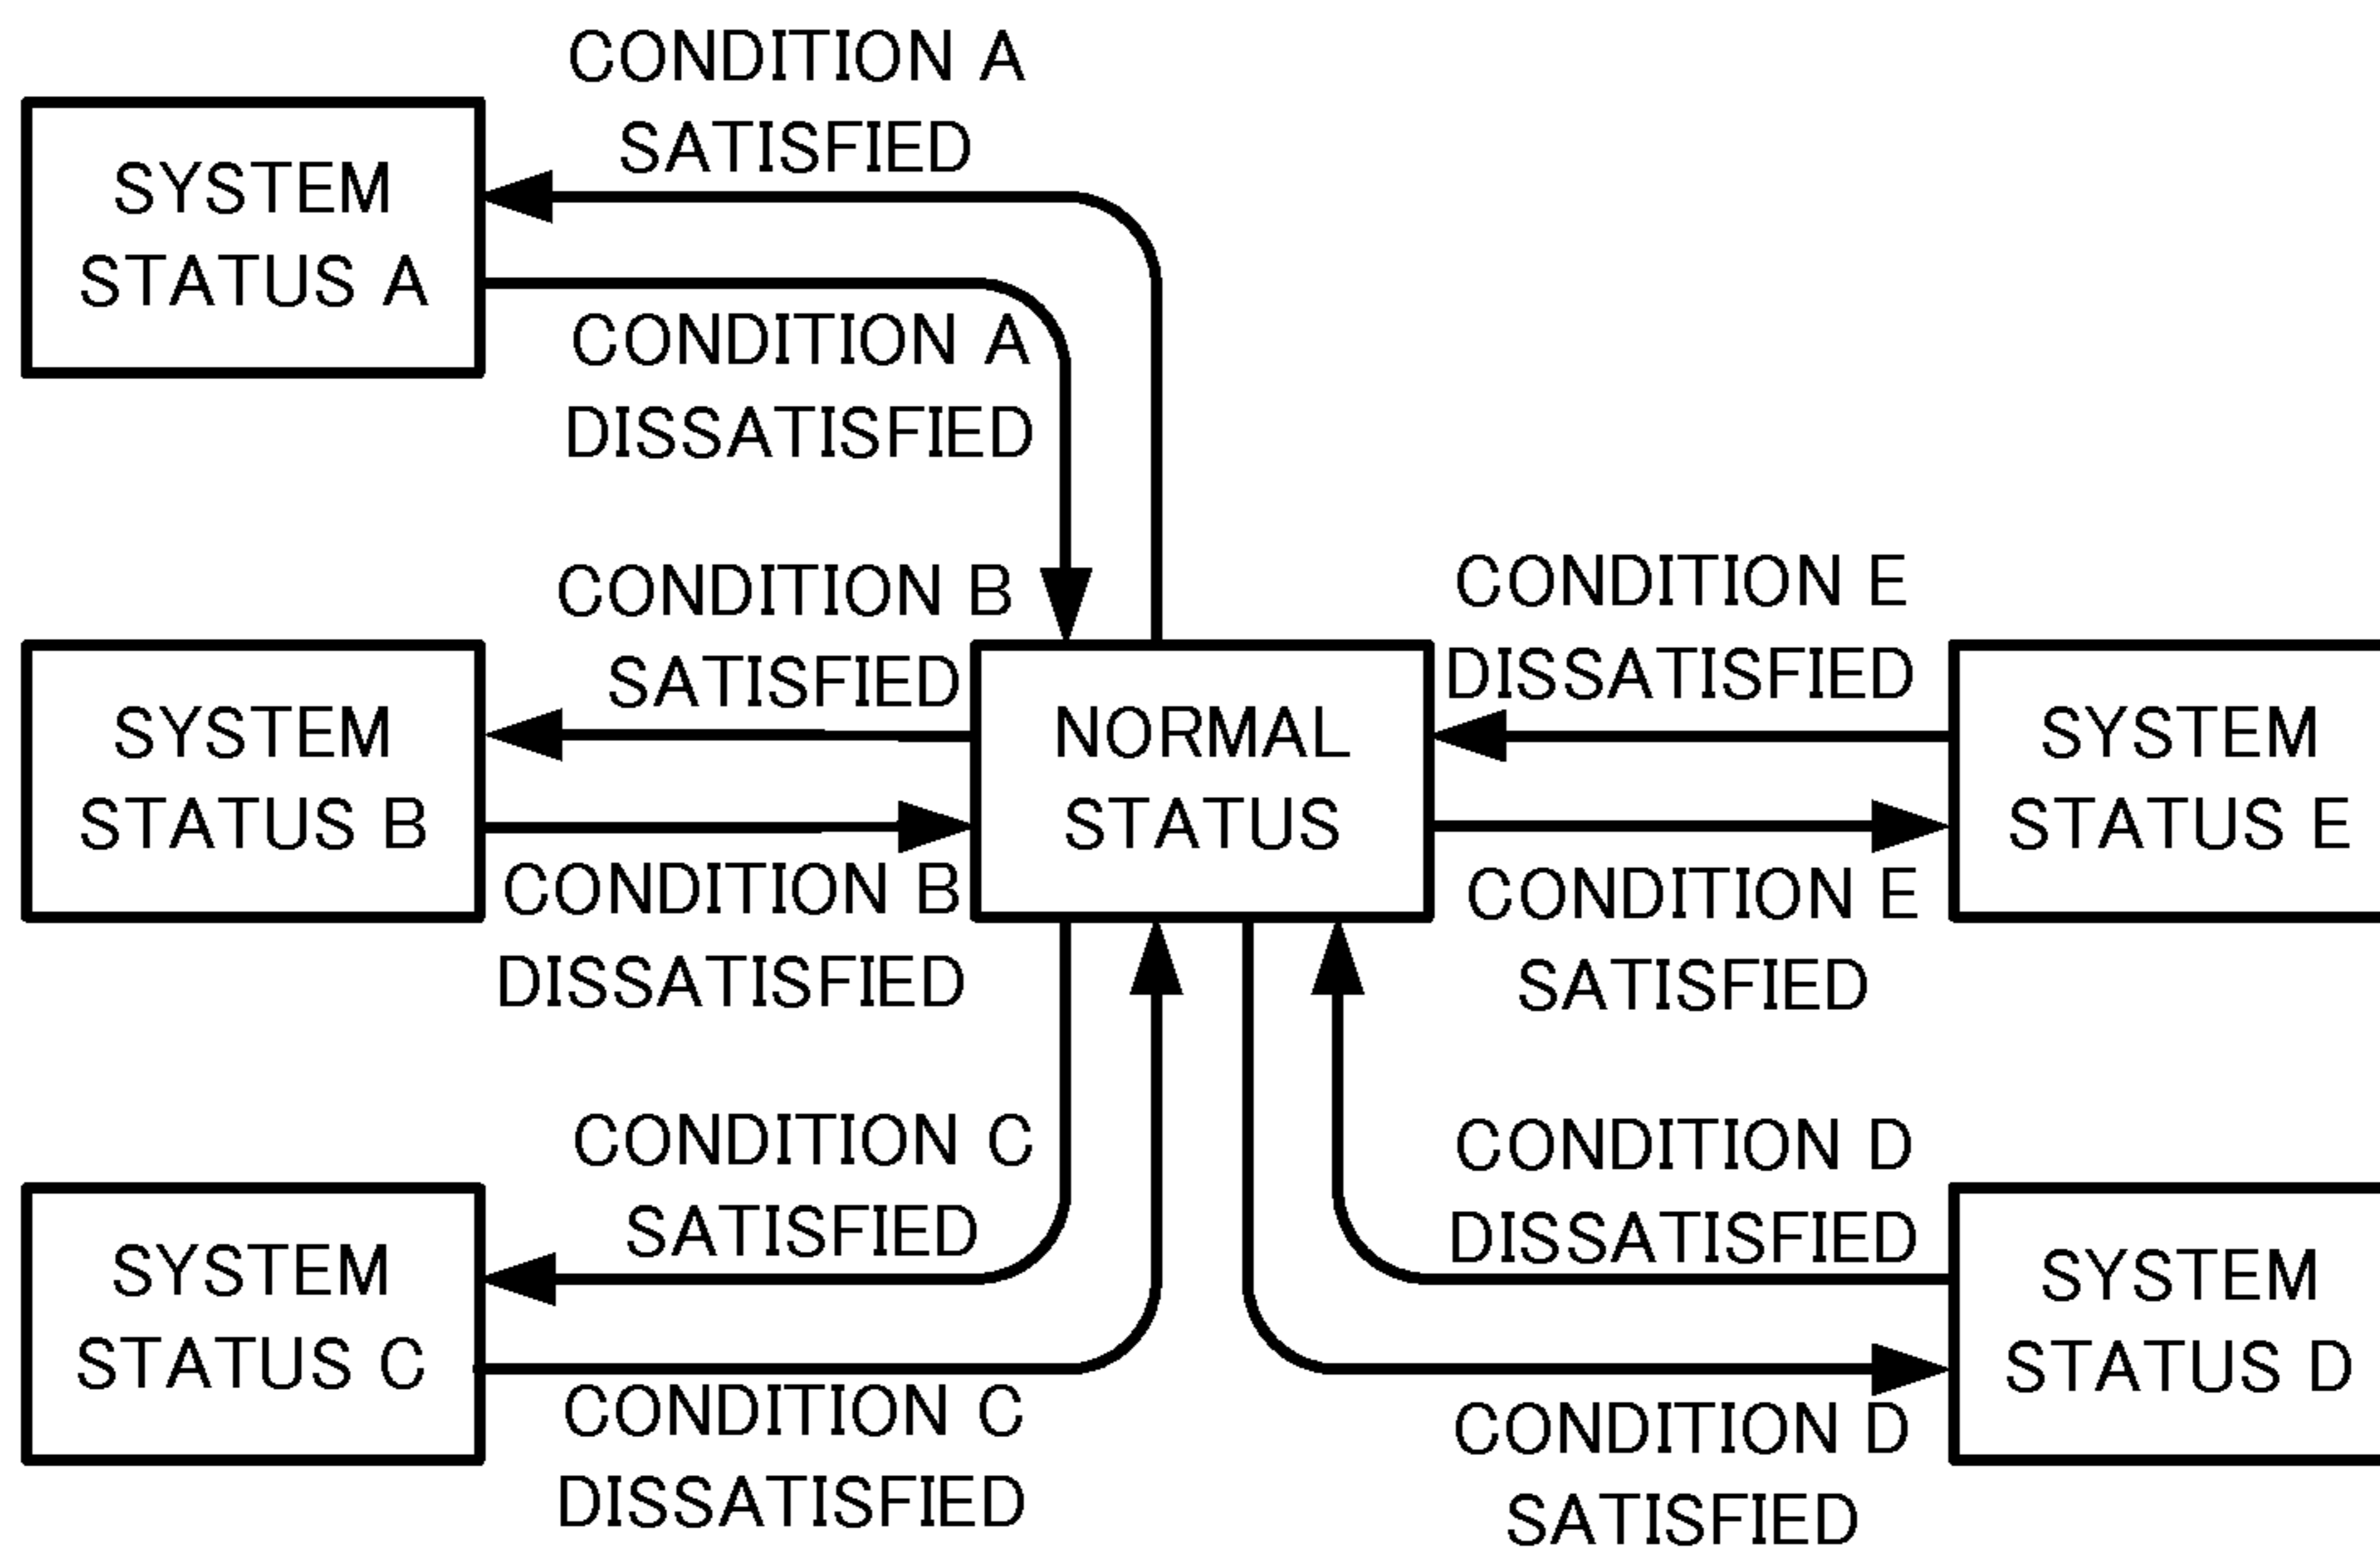 CONDITION A
SATISFIED
SYSTEM
STATUS A
CONDITION A
DISSATISFIED
CONDITION B
SATISFIED
SYSTEM
STATUS B
CONDITION B
DISSATISFIED
NORMAL
STATUS
CONDITION E
DISSATISFIED
SYSTEM
STATUS E
CONDITION E
SATISFIED
CONDITION C
SATISFIED
SYSTEM
STATUS C
CONDITION C
DISSATISFIED
CONDITION D
DISSATISFIED
SYSTEM
STATUS D
CONDITION D
SATISFIED